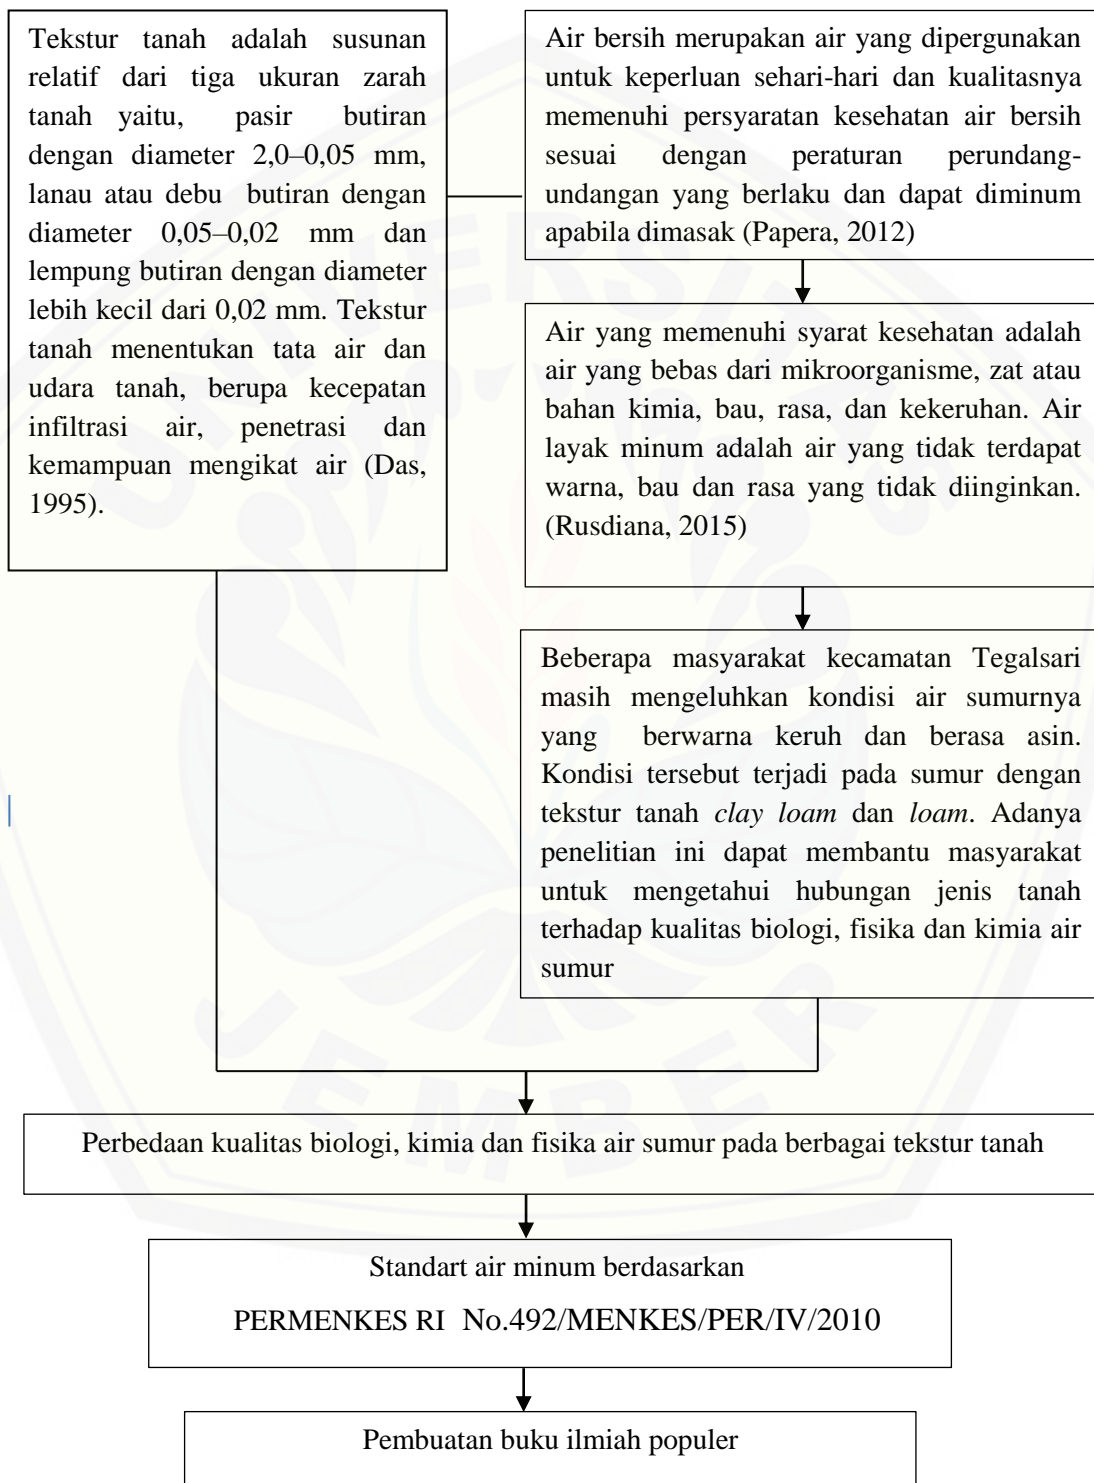 Tekstur tanah adalah susunan
relatif dari tiga ukuran zarah
tanah yaitu, pasir butiran
dengan diameter 2,0–0,05 mm,
lanau atau debu butiran dengan
diameter 0,05–0,02 mm dan
lempung butiran dengan diameter
lebih kecil dari 0,02 mm. Tekstur
tanah menentukan tata air dan
udara tanah, berupa kecepatan
infiltrasi air, penetrasi dan
kemampuan mengikat air (Das,
1995).
Air bersih merupakan air yang dipergunakan
untuk keperluan sehari-hari dan kualitasnya
memenuhi persyaratan kesehatan air bersih
sesuai dengan peraturan perundang-
undangan yang berlaku dan dapat diminum
apabila dimasak (Papera, 2012)
Air yang memenuhi syarat kesehatan adalah
air yang bebas dari mikroorganisme, zat atau
bahan kimia, bau, rasa, dan kekeruhan. Air
layak minum adalah air yang tidak terdapat
warna, bau dan rasa yang tidak diinginkan.
(Rusdiana, 2015)
Beberapa masyarakat kecamatan Tegalsari
masih mengeluhkan kondisi air sumurnya
yang berwarna keruh dan berasa asin.
Kondisi tersebut terjadi pada sumur dengan
tekstur tanah clay loam dan loam. Adanya
penelitian ini dapat membantu masyarakat
untuk mengetahui hubungan jenis tanah
terhadap kualitas biologi, fisika dan kimia air
sumur
Perbedaan kualitas biologi, kimia dan fisika air sumur pada berbagai tekstur tanah
Standart air minum berdasarkan
PERMENKES RI No.492/MENKES/PER/IV/2010
Pembuatan buku ilmiah populer
UNIVERSITAS
JEMBER